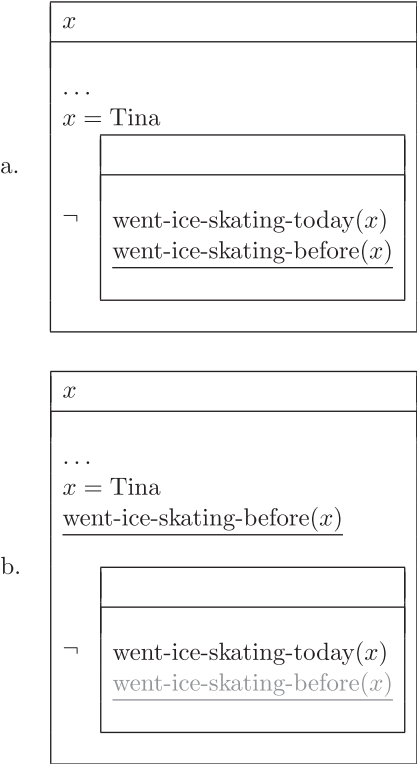 x
…
x = Tina
a.
¬ went-ice-skating-today(x)
went-ice-skating-before(x)
x
…
x = Tina
went-ice-skating-before(x)
b.
¬ went-ice-skating-today(x)
went-ice-skating-before(x)